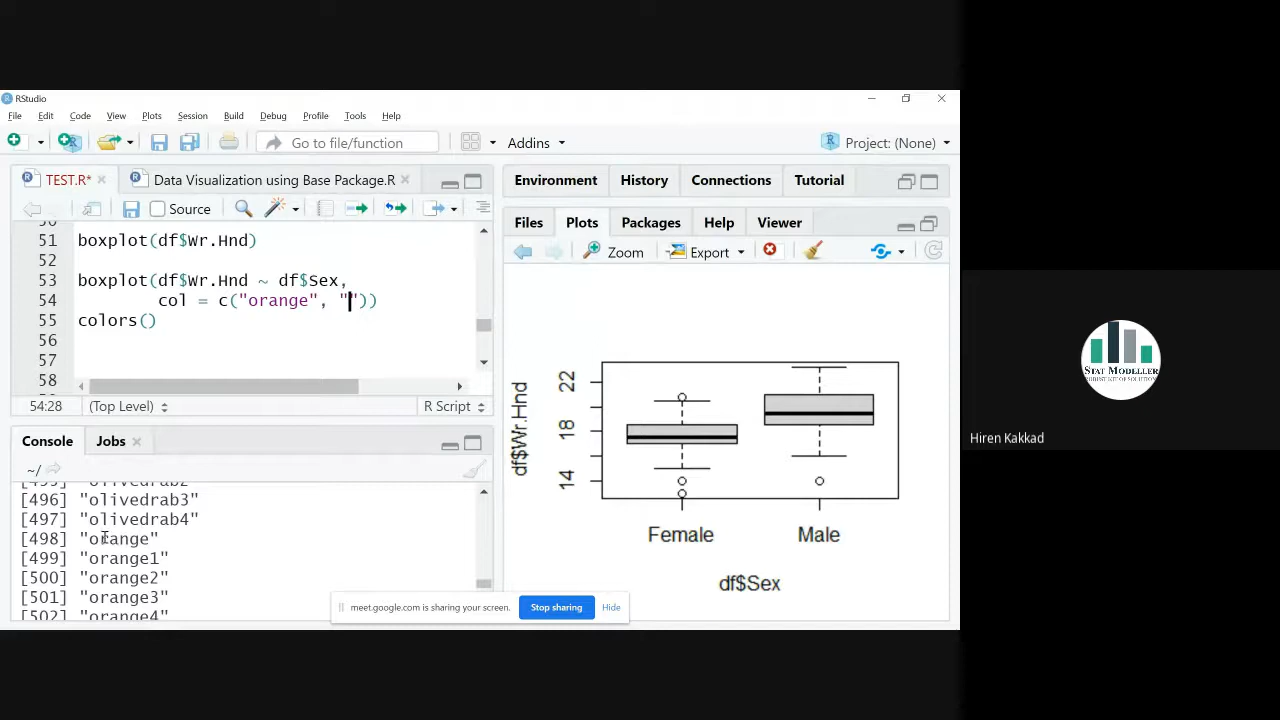 RStudio
File Edit Code View Plots Session Build Debug Profile Tools Help
Go to file/function Addins Project: (None)
TEST.R* Data Visualization using Base Package.R
Source
51 boxplot(df$Wr.Hnd)
52
53 boxplot(df$Wr.Hnd ~ df$Sex,
54 col = c("orange", ""))
55 colors()
56
57
58
54:28 (Top Level) R Script
Console Jobs
~/
[496] "olivedrab3"
[497] "olivedrab4"
[498] "orange"
[499] "orange1"
[500] "orange2"
[501] "orange3"
[502] "orange4"
Environment History Connections Tutorial
Files Plots Packages Help Viewer
Zoom Export
df$Wr.Hnd
22
18
14
Female Male
df$Sex
meet.google.com is sharing your screen. Stop sharing Hide
STAT MODELLER
Hiren Kakkad